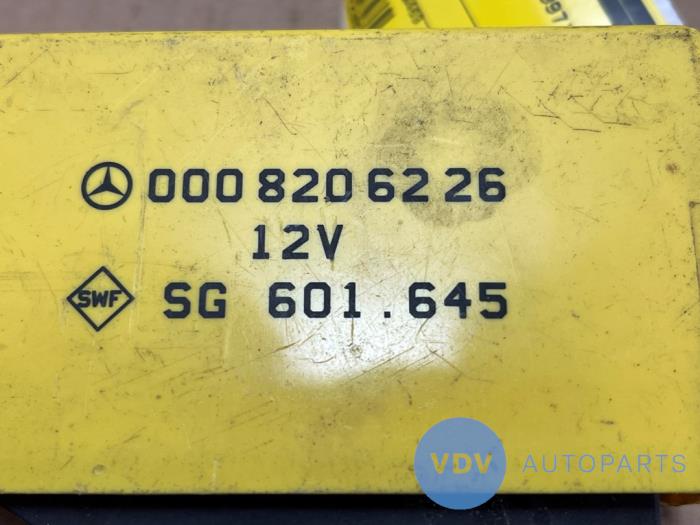 000 820 62 26
12V
SWF
SG 601.645
VDV AUTOPARTS